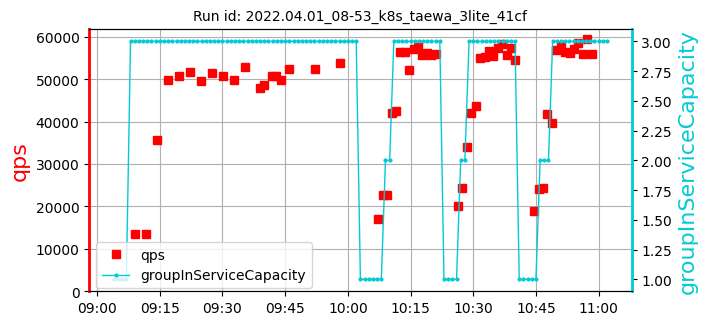 Run id: 2022.04.01_08-53_k8s_taewa_3lite_41cf
60000
50000
40000
30000
20000
10000
0
qps
3.00
2.75
2.50
2.25
2.00
1.75
1.50
1.25
1.00
groupInServiceCapacity
qps
groupInServiceCapacity
09:00 09:15 09:30 09:45 10:00 10:15 10:30 10:45 11:00